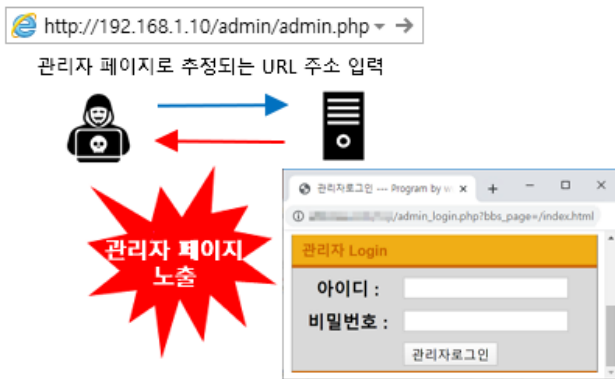 http://192.168.1.10/admin/admin.php
관리자 페이지로 추정되는 URL 주소 입력
관리자 페이지
노출
관리자로그인 --- Program by w
/admin_login.php?bbs_page=/index.html
관리자 Login
아이디 :
비밀번호 :
관리자로그인